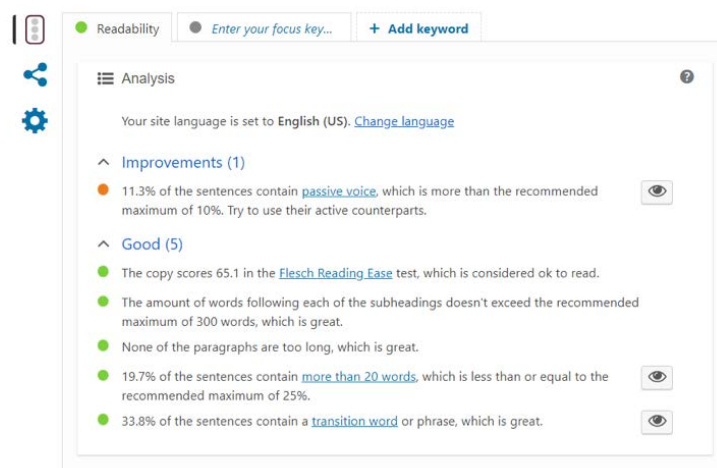 Readability
Enter your focus key...
+ Add keyword
Analysis
Your site language is set to English (US). Change language
Improvements (1)
11.3% of the sentences contain passive voice, which is more than the recommended
maximum of 10%. Try to use their active counterparts.
Good (5)
The copy scores 65.1 in the Flesch Reading Ease test, which is considered ok to read.
The amount of words following each of the subheadings doesn't exceed the recommended
maximum of 300 words, which is great.
None of the paragraphs are too long, which is great.
19.7% of the sentences contain more than 20 words, which is less than or equal to the
recommended maximum of 25%.
33.8% of the sentences contain a transition word or phrase, which is great.